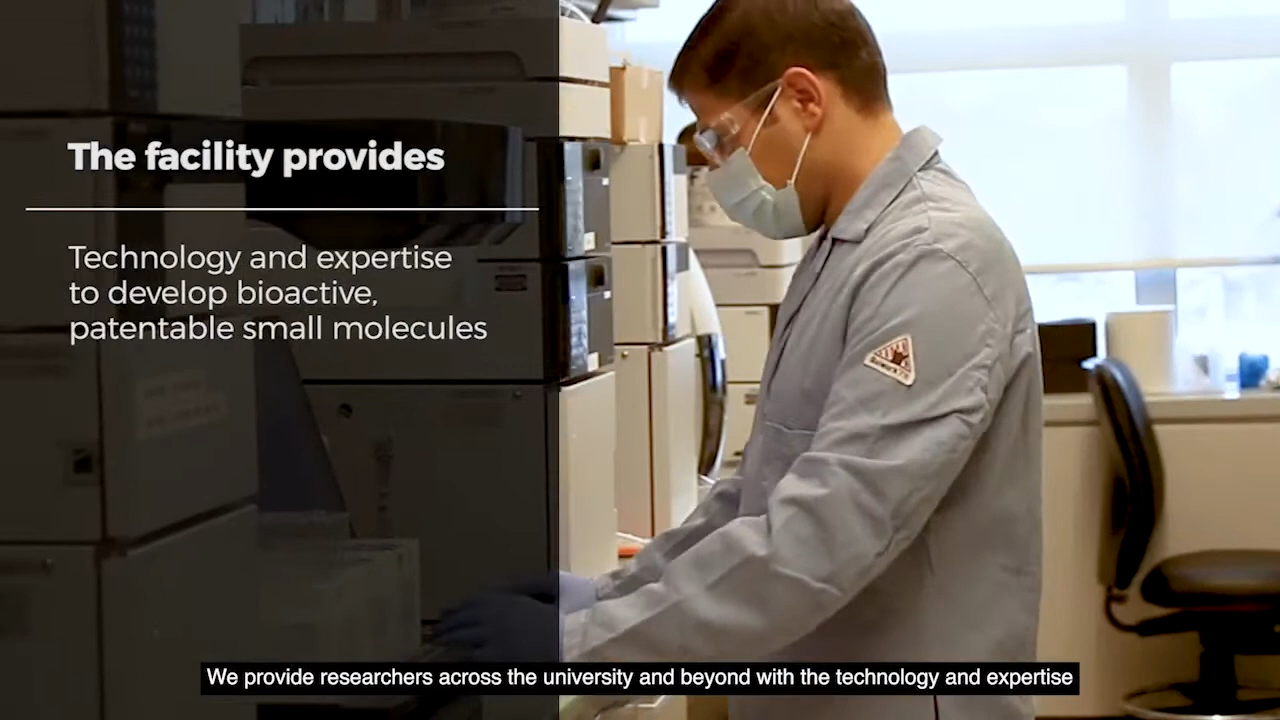 The facility provides
Technology and expertise
to develop bioactive,
patentable small molecules
We provide researchers across the university and beyond with the technology and expertise